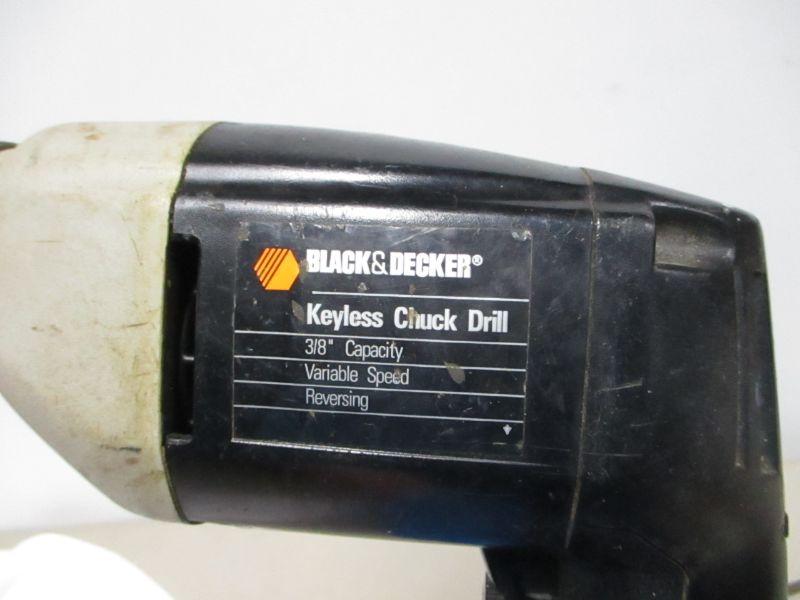 BLACK&DECKER®
Keyless Chuck Drill
3/8" Capacity
Variable Speed
Reversing